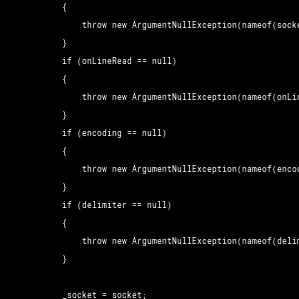 {
throw new ArgumentNullException(nameof(socke
}
if (onLineRead == null)
{
throw new ArgumentNullException(nameof(onLin
}
if (encoding == null)
{
throw new ArgumentNullException(nameof(encod
}
if (delimiter == null)
{
throw new ArgumentNullException(nameof(delim
}
_socket = socket;